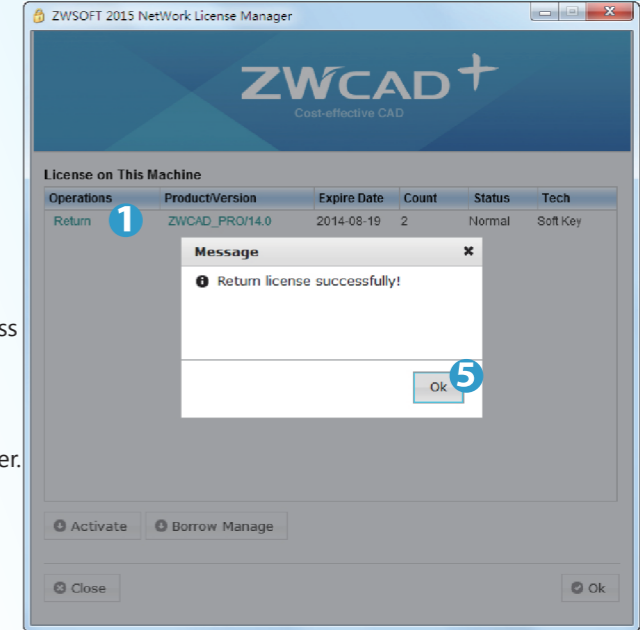 ZWSOFT 2015 NetWork License Manager
ZWCAD+
Cost-effective CAD
License on This Machine
Operations Product/Version Expire Date Count Status Tech
Return 1 ZWCAD_PRO/14.0 2014-08-19 2 Normal Soft Key
Message
Return license successfully!
ss
Ok 5
er.
Activate Borrow Manage
Close Ok